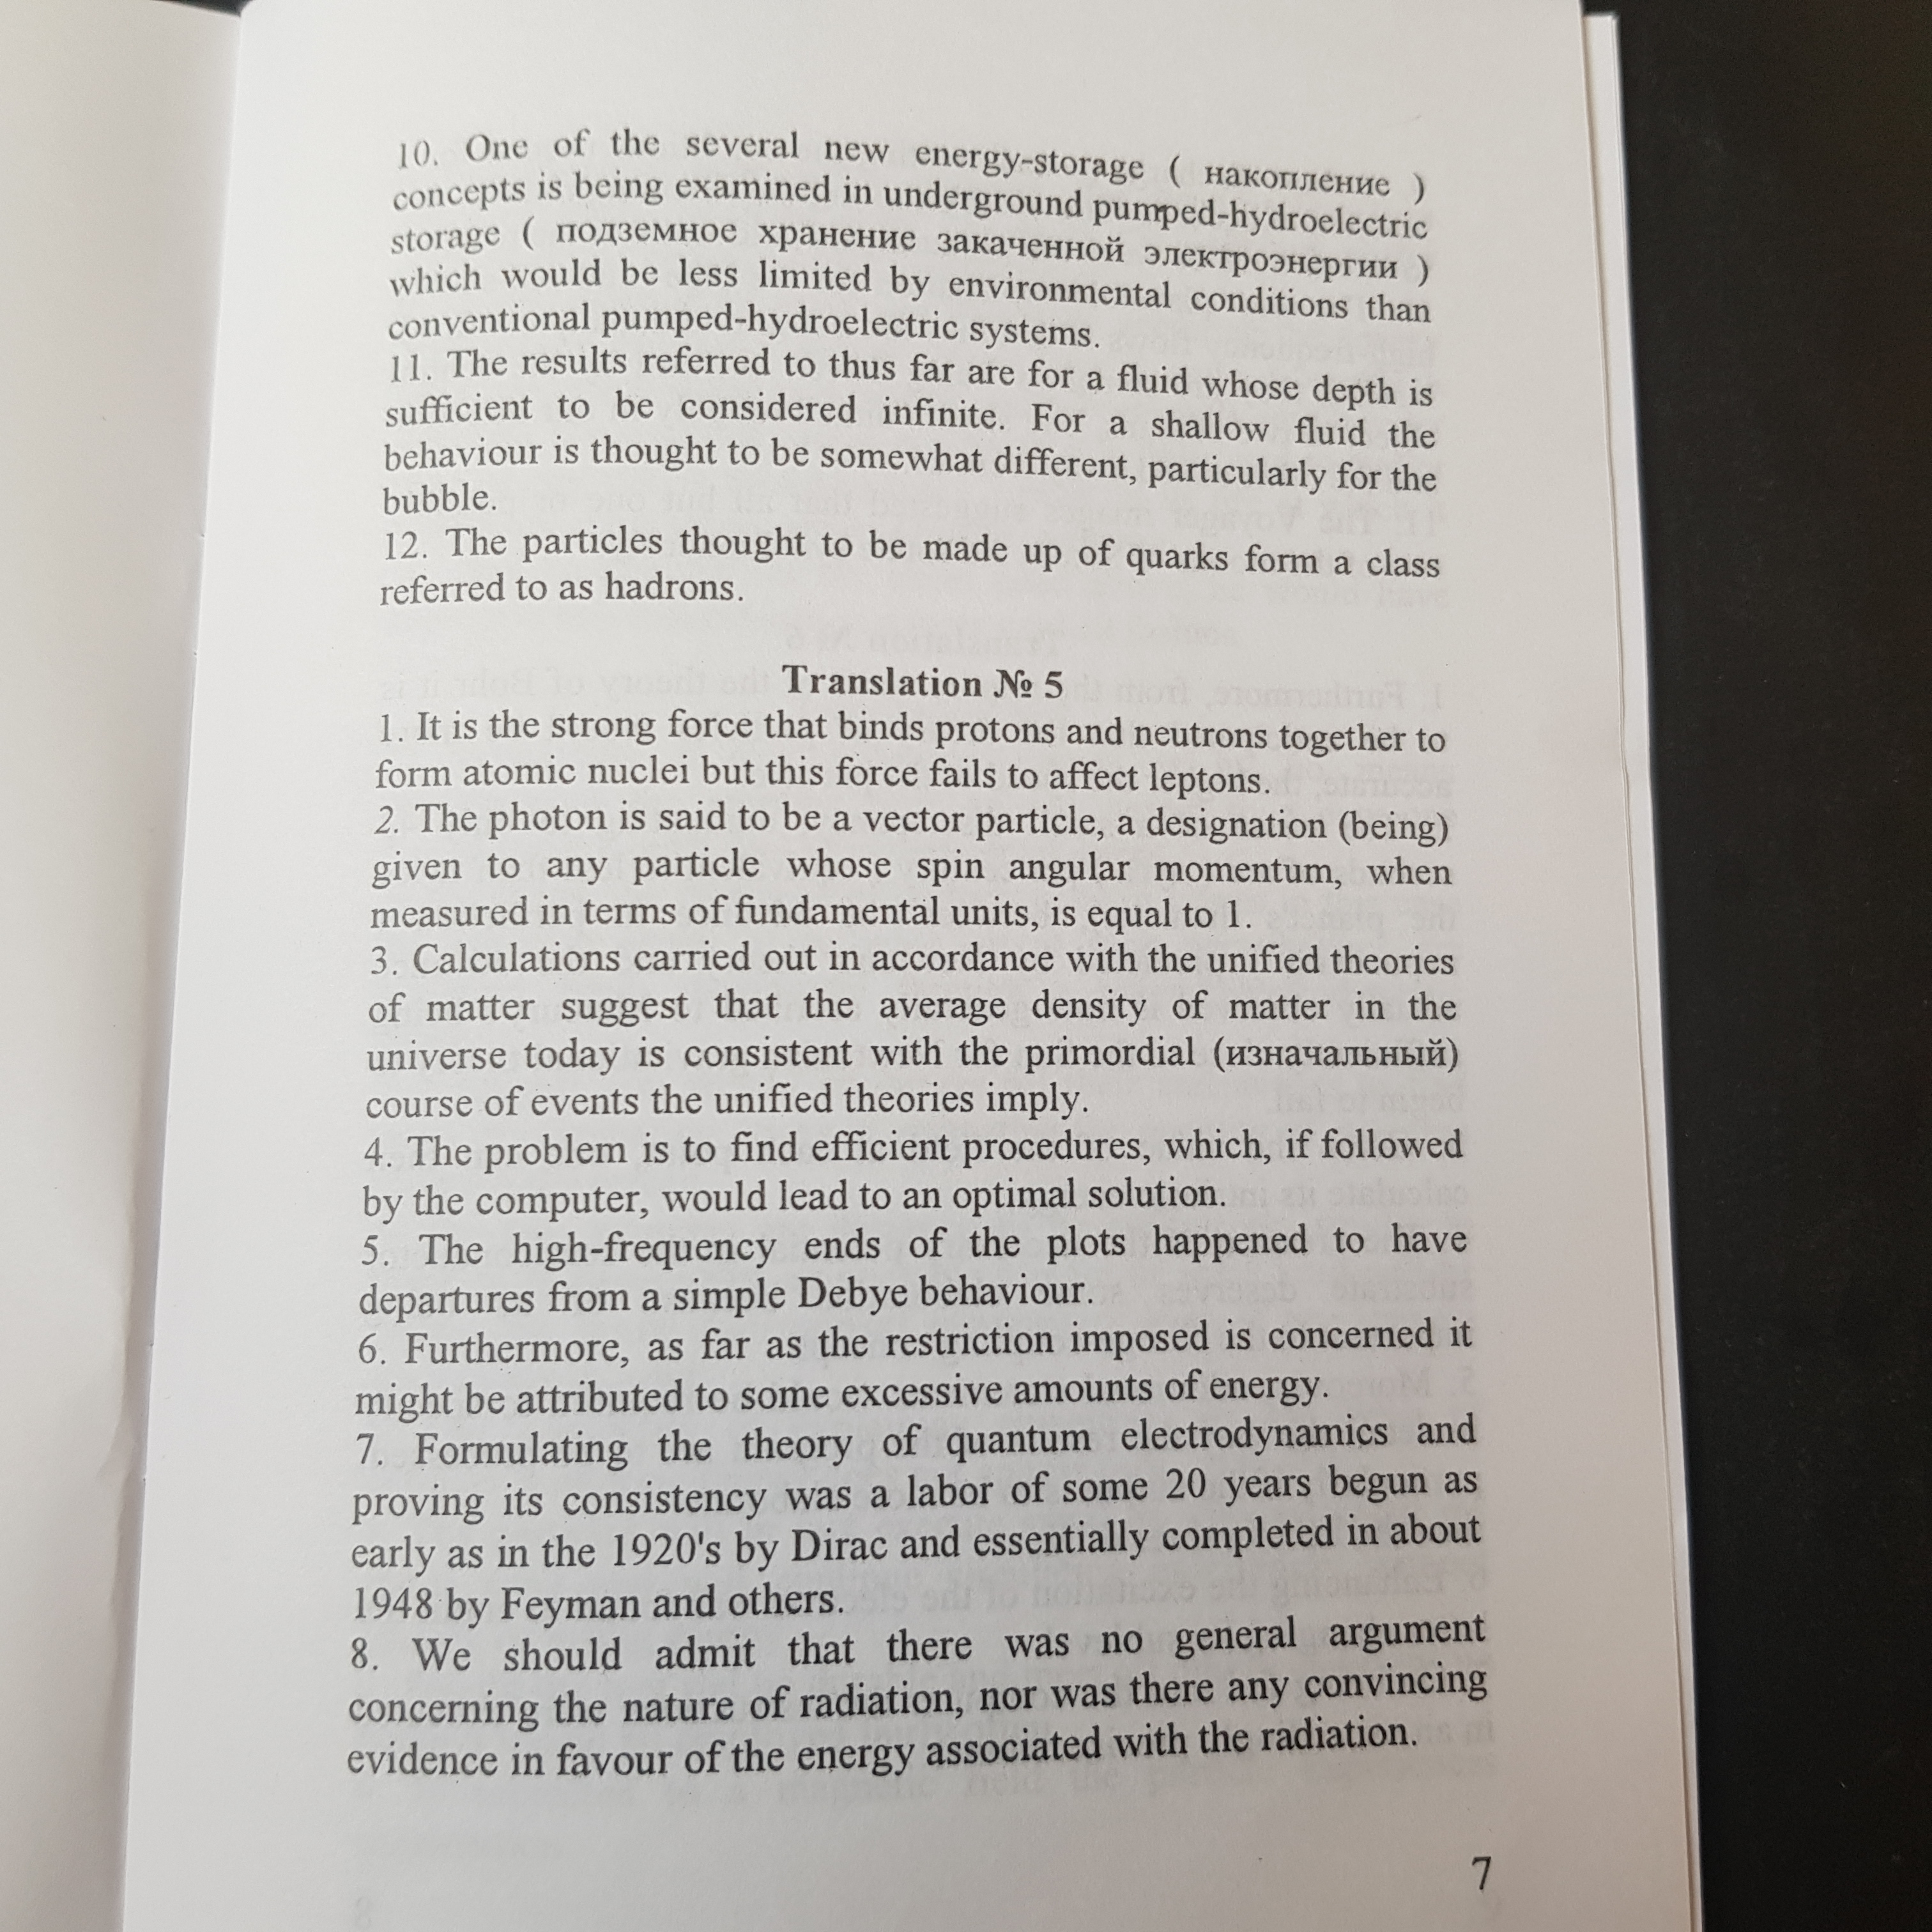 10. One of the several new energy-storage ( накопление )
concepts is being examined in underground pumped-hydroelectric
storage ( подземное хранение закаченной электроэнергии )
which would be less limited by environmental conditions than
conventional pumped-hydroelectric systems.
11. The results referred to thus far are for a fluid whose depth is
sufficient to be considered infinite. For a shallow fluid the
behaviour is thought to be somewhat different, particularly for the
bubble.
12. The particles thought to be made up of quarks form a class
referred to as hadrons.
Translation № 5
1. It is the strong force that binds protons and neutrons together to
form atomic nuclei but this force fails to affect leptons.
2. The photon is said to be a vector particle, a designation (being)
given to any particle whose spin angular momentum, when
measured in terms of fundamental units, is equal to 1.
3. Calculations carried out in accordance with the unified theories
of matter suggest that the average density of matter in the
universe today is consistent with the primordial (изначальный)
course of events the unified theories imply.
4. The problem is to find efficient procedures, which, if followed
by the computer, would lead to an optimal solution.
5. The high-frequency ends of the plots happened to have
departures from a simple Debye behaviour.
6. Furthermore, as far as the restriction imposed is concerned it
might be attributed to some excessive amounts of energy.
7. Formulating the theory of quantum electrodynamics and
proving its consistency was a labor of some 20 years begun as
early as in the 1920's by Dirac and essentially completed in about
1948 by Feyman and others.
8. We should admit that there was no general argument
concerning the nature of radiation, nor was there any convincing
evidence in favour of the energy associated with the radiation.
7